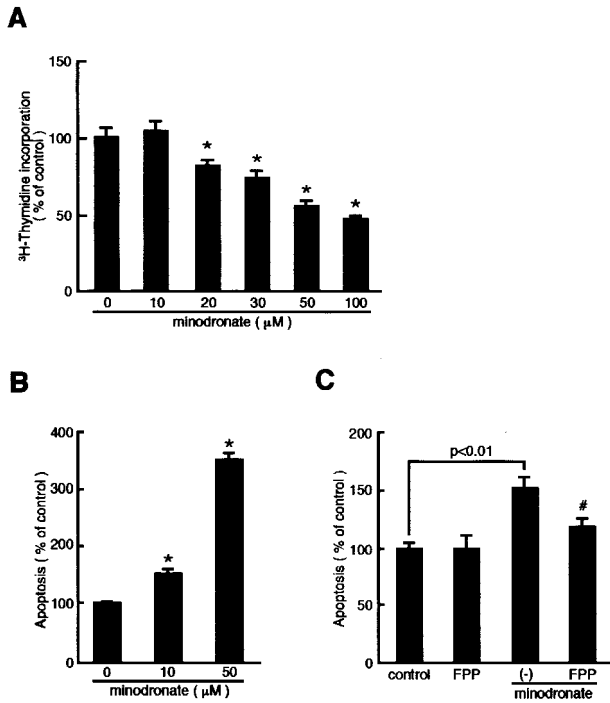 A
³H-Thymidine incorporation
( % of control )
150
100
50
0
*
*
*
*
0 10 20 30 50 100
minodronate ( µM )
B
Apoptosis ( % of control )
400
300
200
100
0
*
*
0 10 50
minodronate ( µM )
C
Apoptosis ( % of control )
200
150
100
50
0
p<0.01
#
control FPP (-) FPP
minodronate